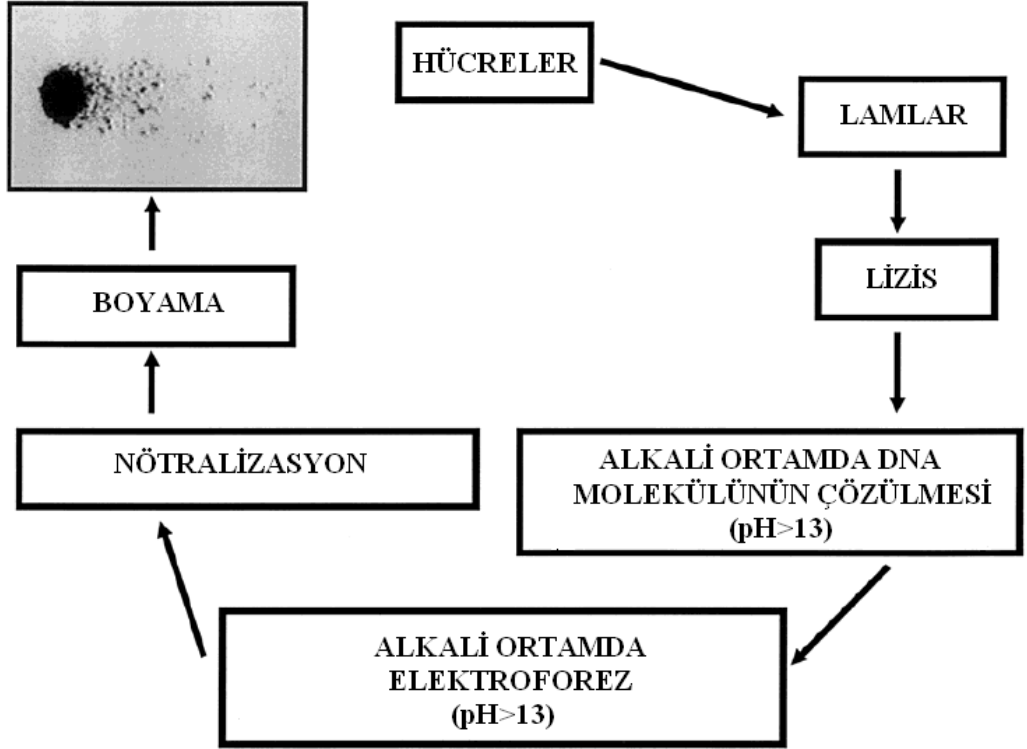 HÜCRELER
LAMLAR
LİZİS
ALKALİ ORTAMDA DNA
MOLEKÜLÜNÜN ÇÖZÜLMESİ
(pH>13)
ALKALİ ORTAMDA
ELEKTROFOREZ
(pH>13)
NÖTRALİZASYON
BOYAMA